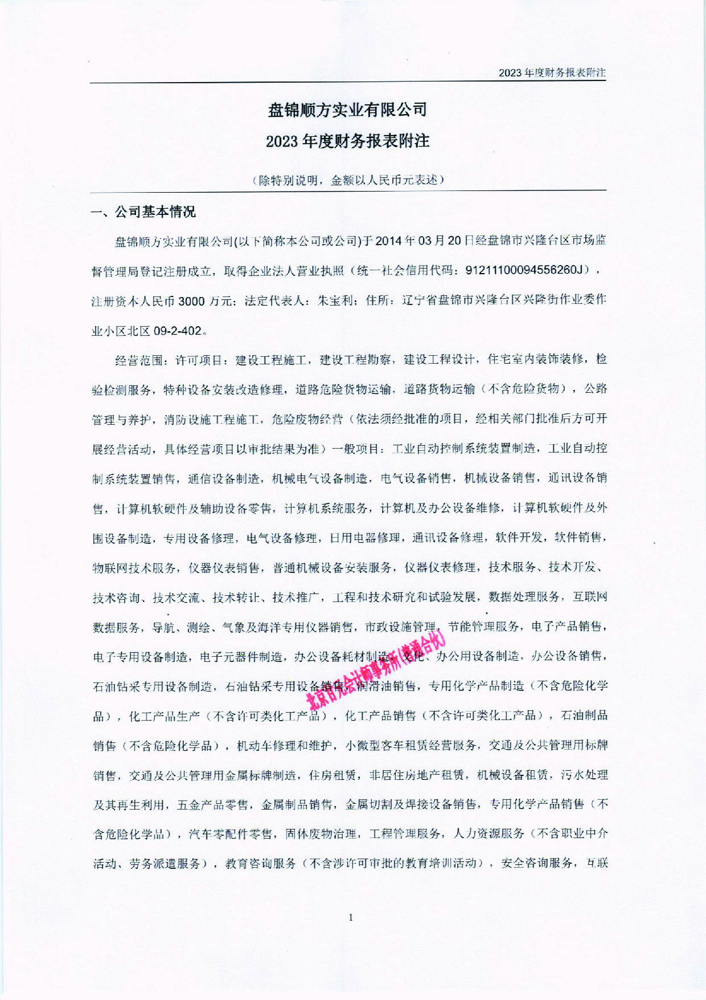 2023 年度财务报表附注
盘锦顺方实业有限公司
2023 年度财务报表附注
（除特别说明，金额以人民币元表述）
一、公司基本情况
盘锦顺方实业有限公司(以下简称本公司或公司)于 2014 年 03 月 20 日经盘锦市兴隆台区市场监
督管理局登记注册成立，取得企业法人营业执照（统一社会信用代码：91211100094556260J），
注册资本人民币 3000 万元；法定代表人：朱宝利；住所：辽宁省盘锦市兴隆台区兴隆街作业委作
业小区北区 09-2-402。
经营范围：许可项目：建设工程施工，建设工程勘察，建设工程设计，住宅室内装饰装修，检
验检测服务，特种设备安装改造修理，道路危险货物运输，道路货物运输（不含危险货物），公路
管理与养护，消防设施工程施工，危险废物经营（依法须经批准的项目，经相关部门批准后方可开
展经营活动，具体经营项目以审批结果为准）一般项目：工业自动控制系统装置制造，工业自动控
制系统装置销售，通信设备制造，机械电气设备制造，电气设备销售，机械设备销售，通讯设备销
售，计算机软硬件及辅助设备零售，计算机系统服务，计算机及办公设备维修，计算机软硬件及外
围设备制造，专用设备修理，电气设备修理，日用电器修理，通讯设备修理，软件开发，软件销售，
物联网技术服务，仪器仪表销售，普通机械设备安装服务，仪器仪表修理，技术服务、技术开发、
技术咨询、技术交流、技术转让、技术推广，工程和技术研究和试验发展，数据处理服务，互联网
数据服务，导航、测绘、气象及海洋专用仪器销售，市政设施管理，节能管理服务，电子产品销售，
电子专用设备制造，电子元器件制造，办公设备耗材制造，文化、办公用设备制造，办公设备销售，
石油钻采专用设备制造，石油钻采专用设备销售，润滑油销售，专用化学产品制造（不含危险化学
品），化工产品生产（不含许可类化工产品），化工产品销售（不含许可类化工产品），石油制品
销售（不含危险化学品），机动车修理和维护，小微型客车租赁经营服务，交通及公共管理用标牌
销售，交通及公共管理用金属标牌制造，住房租赁，非居住房地产租赁，机械设备租赁，污水处理
及其再生利用，五金产品零售，金属制品销售，金属切割及焊接设备销售，专用化学产品销售（不
含危险化学品），汽车零配件零售，固体废物治理，工程管理服务，人力资源服务（不含职业中介
活动、劳务派遣服务），教育咨询服务（不含涉许可审批的教育培训活动），安全咨询服务，互联
北京百元会计师事务所(普通合伙)
1